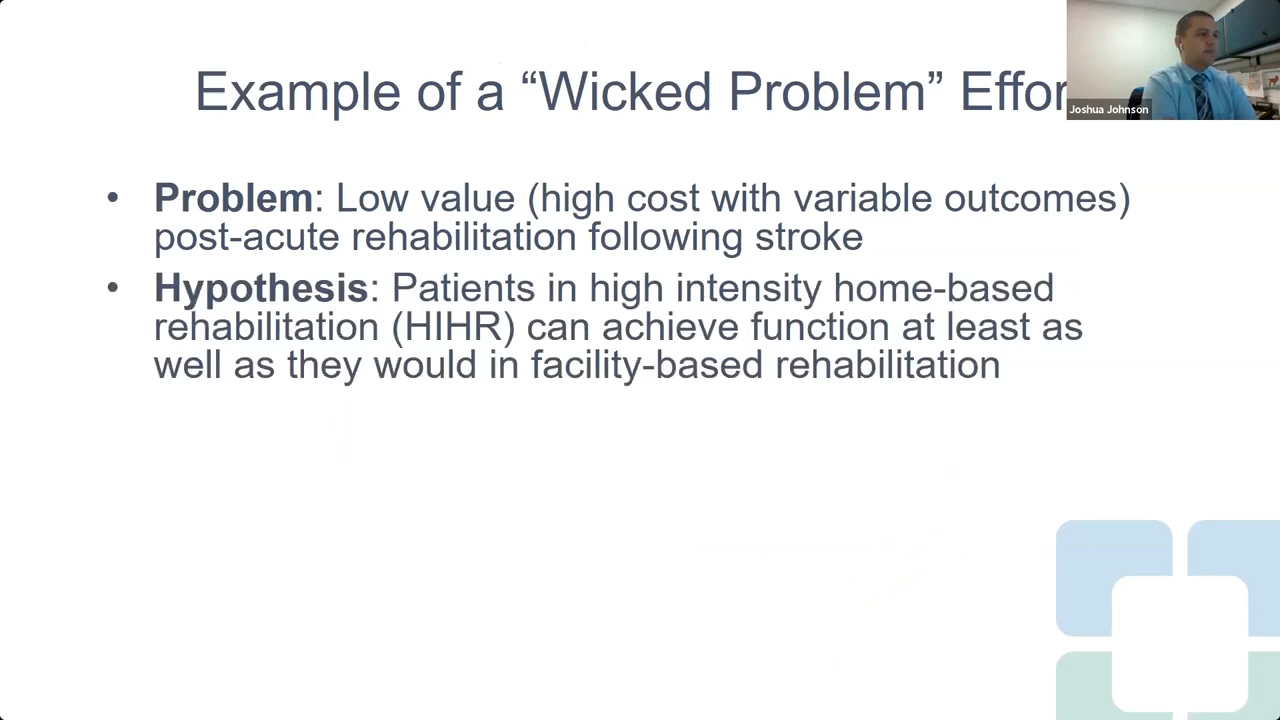 Example of a “Wicked Problem” Effor
Joshua Johnson
• Problem: Low value (high cost with variable outcomes)
post-acute rehabilitation following stroke
• Hypothesis: Patients in high intensity home-based
rehabilitation (HIHR) can achieve function at least as
well as they would in facility-based rehabilitation